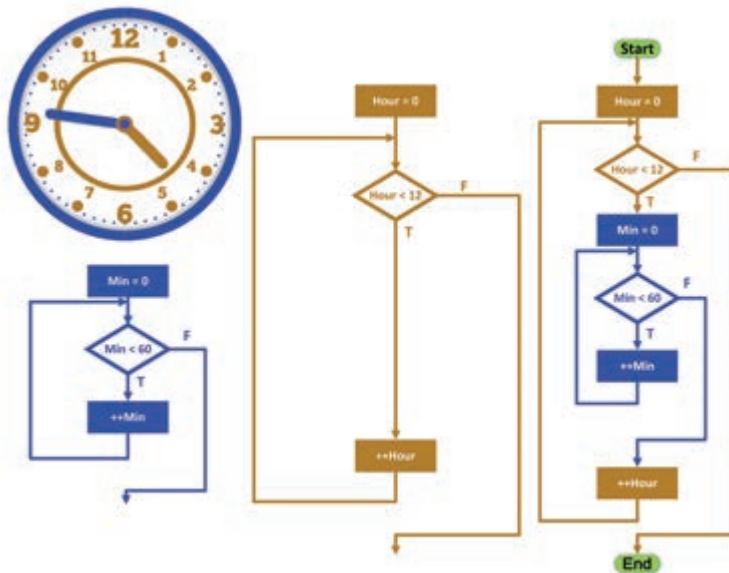 12
11
1
10
2
9
3
8
4
7
5
6
Min = 0
Min < 60
F
T
++Min
Hour = 0
Hour < 12
F
T
++Hour
Start
Hour = 0
Hour < 12
F
T
Min = 0
Min < 60
F
T
++Min
++Hour
End